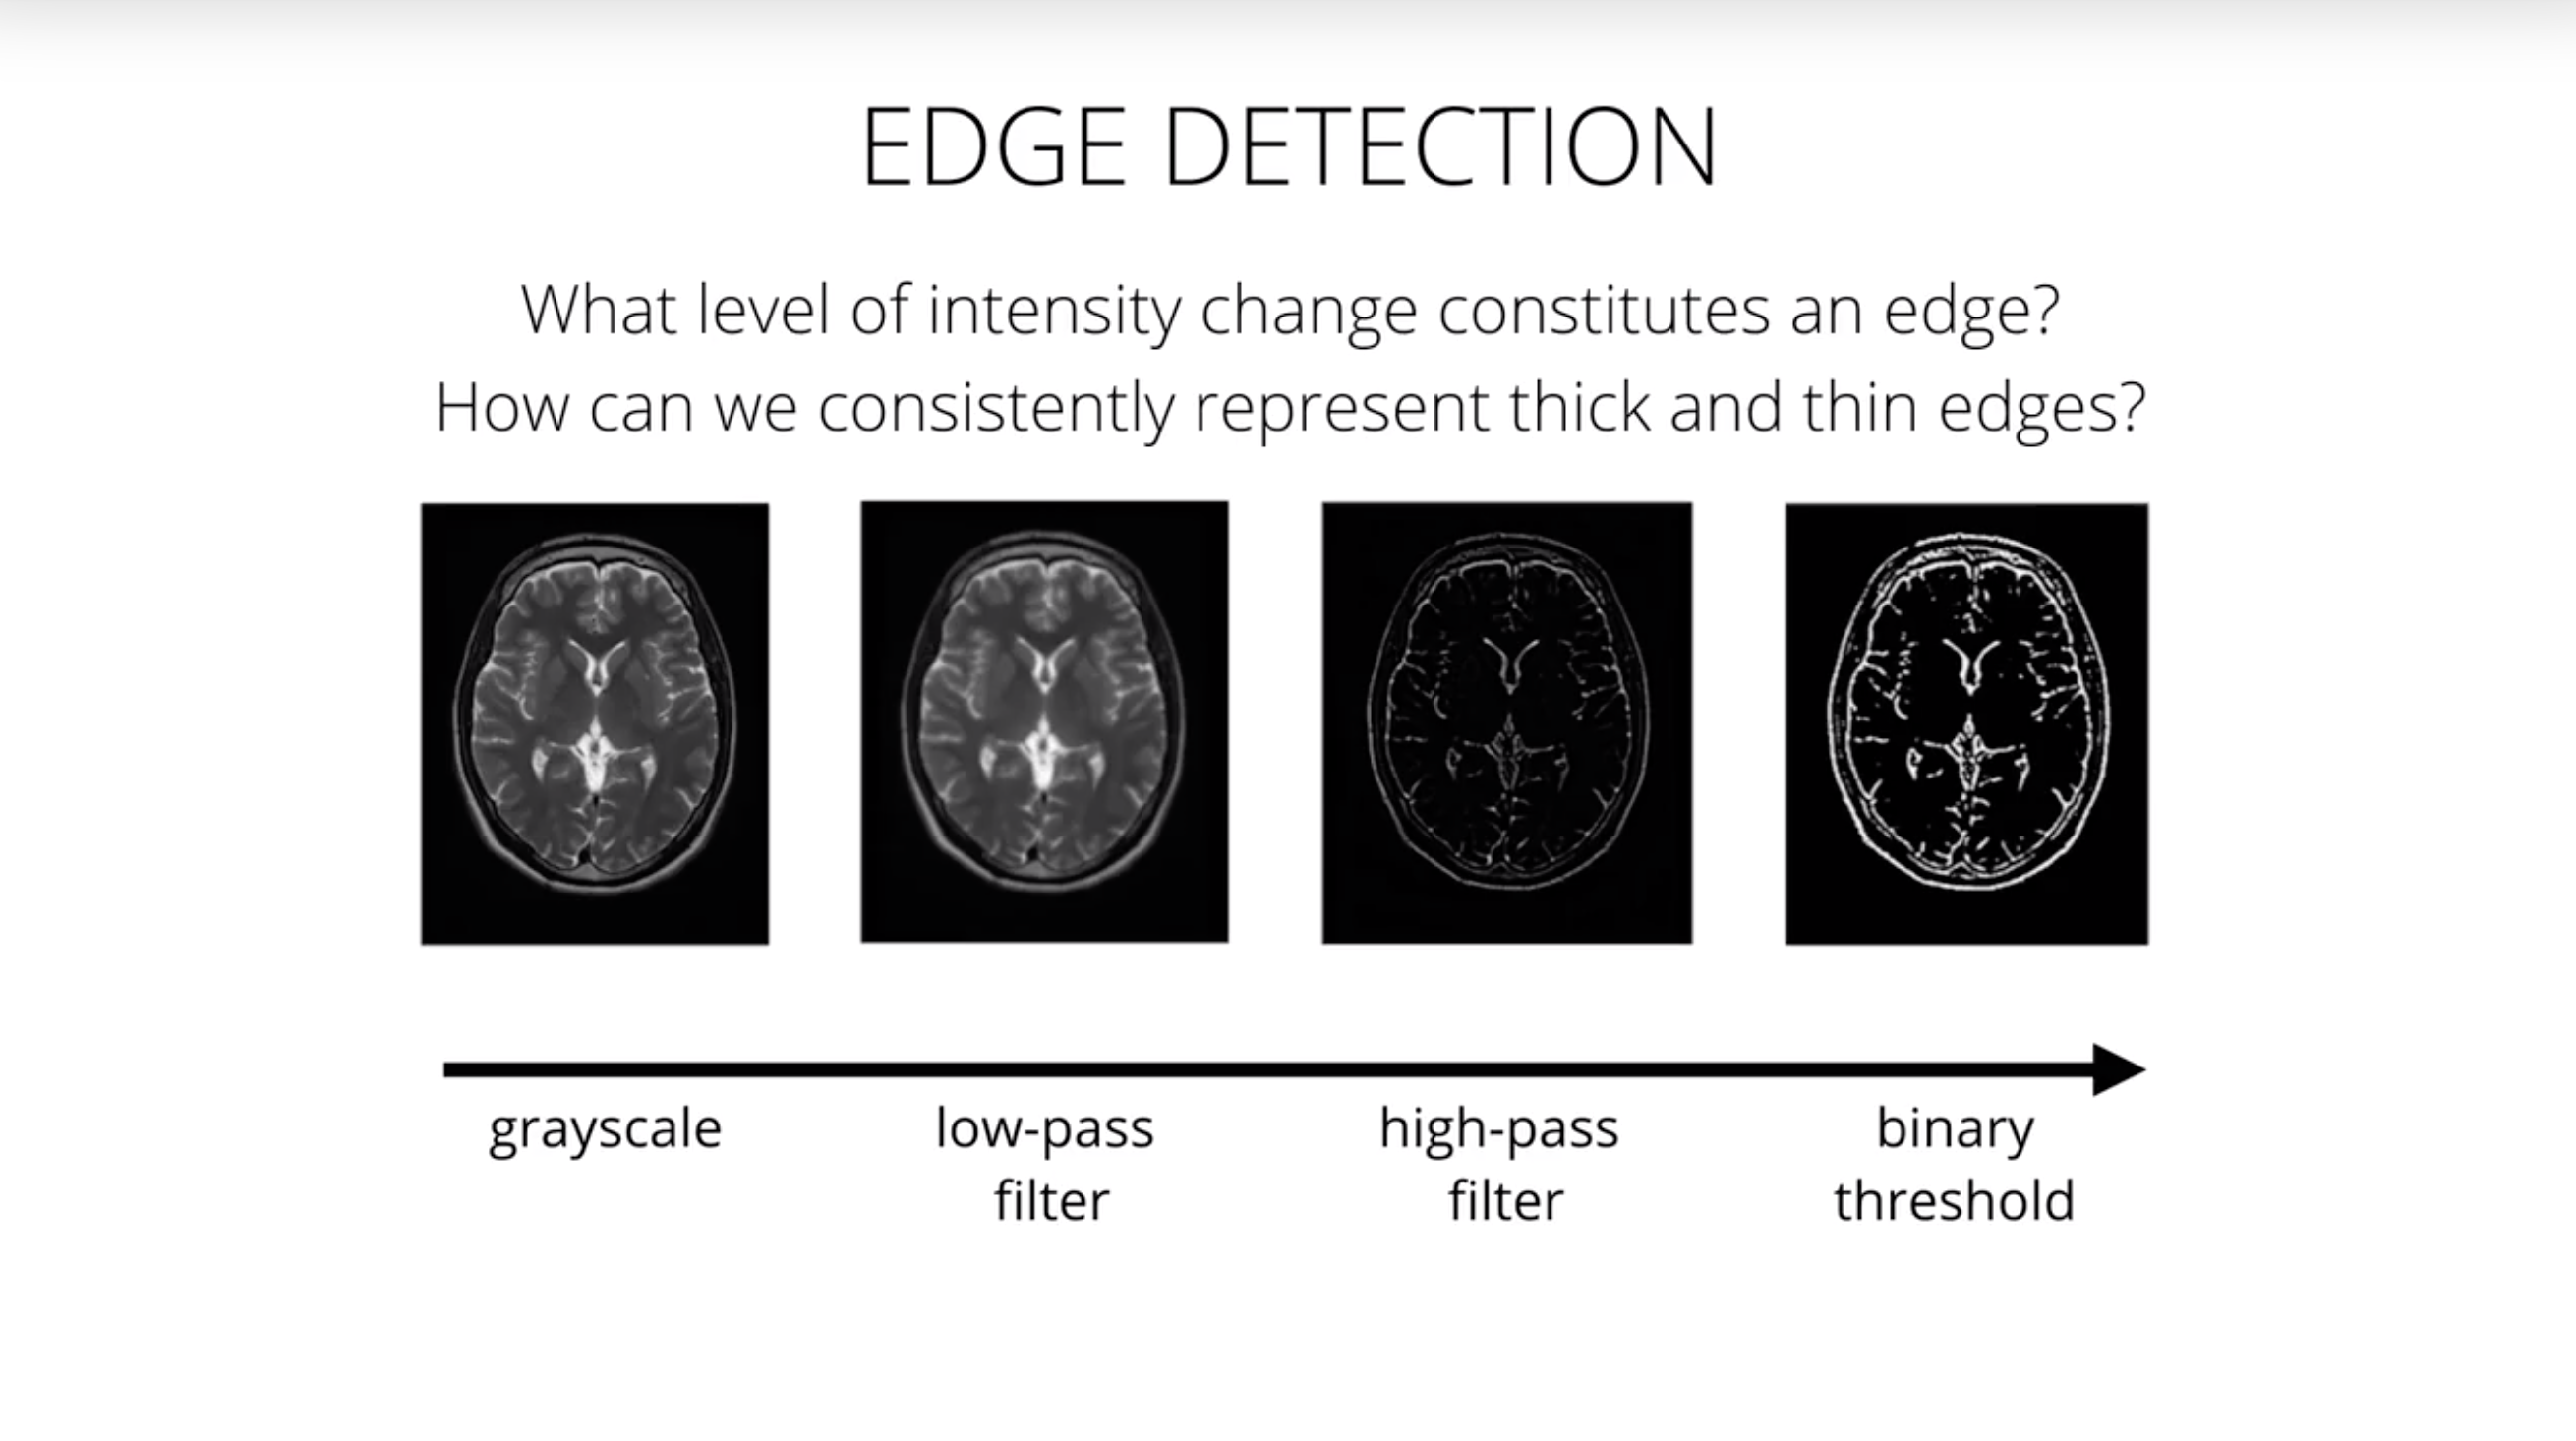 EDGE DETECTION
What level of intensity change constitutes an edge?
How can we consistently represent thick and thin edges?
grayscale
low-pass
filter
high-pass
filter
binary
threshold